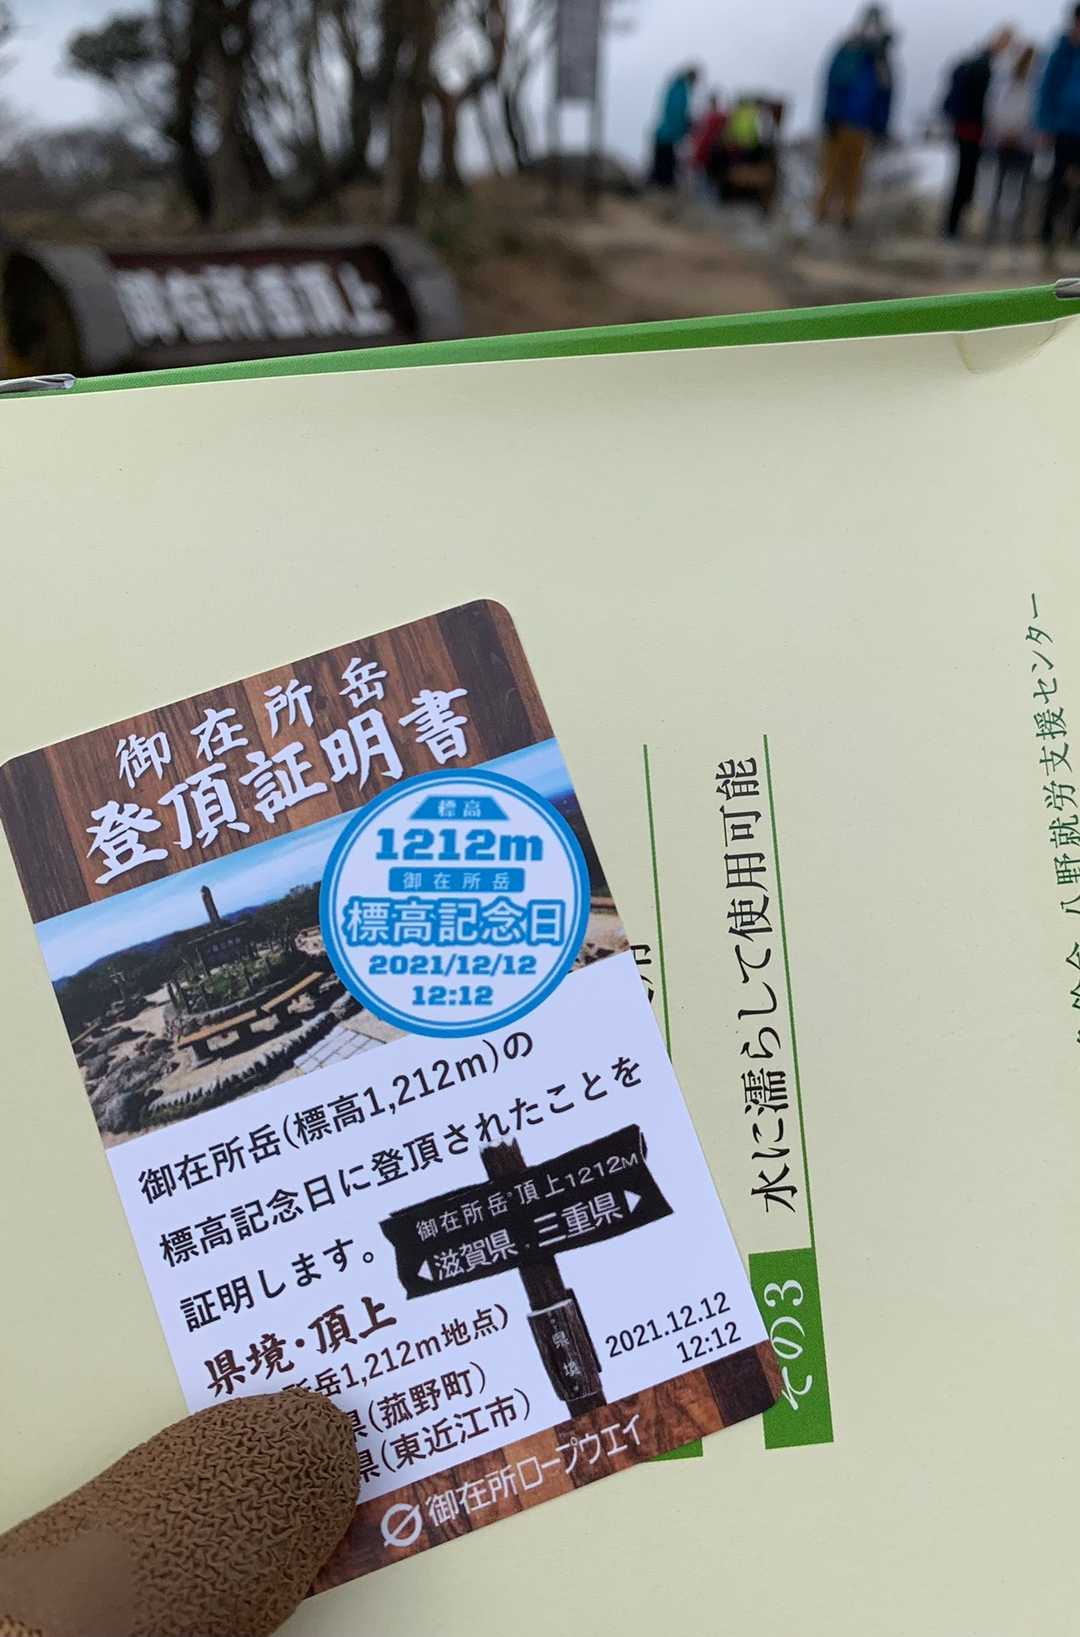 御在所岳頂上
御在所岳
登頂証明書
標高
1212m
御在所岳
標高記念日
2021/12/12
12:12
御在所岳(標高1,212m)の
標高記念日に登頂されたことを
証明します。
御在所岳・頂上1212M
◀滋賀県・三重県▶
県境
県境・頂上
所岳1,212m地点)
県(菰野町)
県(東近江市)
2021.12.12
12:12
御在所ロープウエイ
その3
水に濡らして使用可能
八野就労支援センター